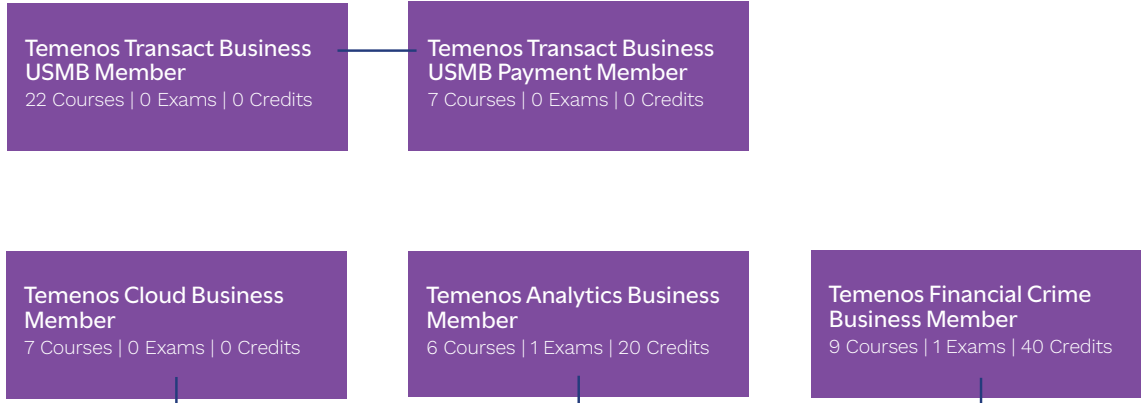 Temenos Transact Business
USMB Member
22 Courses | 0 Exams | 0 Credits
Temenos Transact Business
USMB Payment Member
7 Courses | 0 Exams | 0 Credits
Temenos Cloud Business
Member
7 Courses | 0 Exams | 0 Credits
Temenos Analytics Business
Member
6 Courses | 1 Exams | 20 Credits
Temenos Financial Crime
Business Member
9 Courses | 1 Exams | 40 Credits